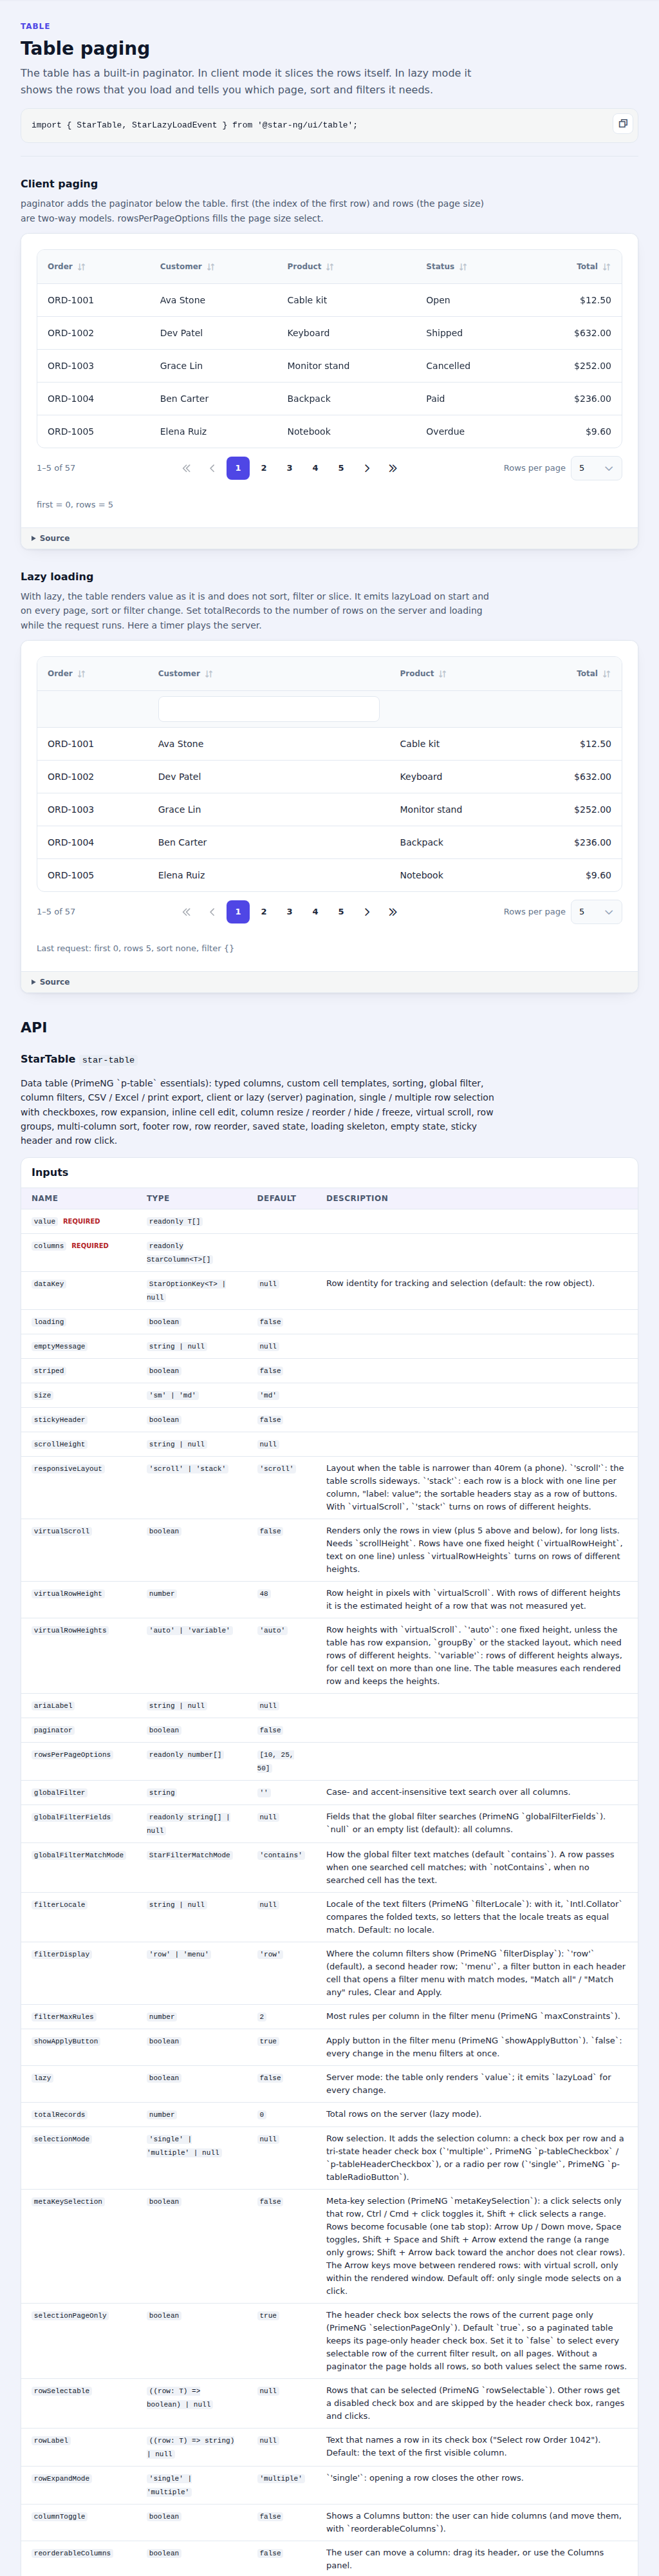 TABLE
Table paging
The table has a built-in paginator. In client mode it slices the rows itself. In lazy mode it
shows the rows that you load and tells you which page, sort and filters it needs.
import { StarTable, StarLazyLoadEvent } from '@star-ng/ui/table';
Client paging
paginator adds the paginator below the table. first (the index of the first row) and rows (the page size)
are two-way models. rowsPerPageOptions fills the page size select.
Order Customer Product Status Total
ORD-1001 Ava Stone Cable kit Open $12.50
ORD-1002 Dev Patel Keyboard Shipped $632.00
ORD-1003 Grace Lin Monitor stand Cancelled $252.00
ORD-1004 Ben Carter Backpack Paid $236.00
ORD-1005 Elena Ruiz Notebook Overdue $9.60
1–5 of 57 1 2 3 4 5 Rows per page 5
first = 0, rows = 5
Source
Lazy loading
With lazy, the table renders value as it is and does not sort, filter or slice. It emits lazyLoad on start and
on every page, sort or filter change. Set totalRecords to the number of rows on the server and loading
while the request runs. Here a timer plays the server.
Order Customer Product Total
ORD-1001 Ava Stone Cable kit $12.50
ORD-1002 Dev Patel Keyboard $632.00
ORD-1003 Grace Lin Monitor stand $252.00
ORD-1004 Ben Carter Backpack $236.00
ORD-1005 Elena Ruiz Notebook $9.60
1–5 of 57 1 2 3 4 5 Rows per page 5
Last request: first 0, rows 5, sort none, filter {}
Source
API
StarTable star-table
Data table (PrimeNG `p-table` essentials): typed columns, custom cell templates, sorting, global filter,
column filters, CSV / Excel / print export, client or lazy (server) pagination, single / multiple row selection
with checkboxes, row expansion, inline cell edit, column resize / reorder / hide / freeze, virtual scroll, row
groups, multi-column sort, footer row, row reorder, saved state, loading skeleton, empty state, sticky
header and row click.
Inputs
NAME TYPE DEFAULT DESCRIPTION
value REQUIRED readonly T[]
columns REQUIRED readonly
StarColumn<T>[]
dataKey StarOptionKey<T> | null Row identity for tracking and selection (default: the row object).
null
loading boolean false
emptyMessage string | null null
striped boolean false
size 'sm' | 'md' 'md'
stickyHeader boolean false
scrollHeight string | null null
responsiveLayout 'scroll' | 'stack' 'scroll' Layout when the table is narrower than 40rem (a phone). `'scroll'`: the
table scrolls sideways. `'stack'`: each row is a block with one line per
column, "label: value"; the sortable headers stay as a row of buttons.
With `virtualScroll`, `'stack'` turns on rows of different heights.
virtualScroll boolean false Renders only the rows in view (plus 5 above and below), for long lists.
Needs `scrollHeight`. Rows have one fixed height (`virtualRowHeight`,
text on one line) unless `virtualRowHeights` turns on rows of different
heights.
virtualRowHeight number 48 Row height in pixels with `virtualScroll`. With rows of different heights
it is the estimated height of a row that was not measured yet.
virtualRowHeights 'auto' | 'variable' 'auto' Row heights with `virtualScroll`. `'auto'`: one fixed height, unless the
table has row expansion, `groupBy` or the stacked layout, which need
rows of different heights. `'variable'`: rows of different heights always,
for cell text on more than one line. The table measures each rendered
row and keeps the heights.
ariaLabel string | null null
paginator boolean false
rowsPerPageOptions readonly number[] [10, 25,
50]
globalFilter string '' Case- and accent-insensitive text search over all columns.
globalFilterFields readonly string[] | null Fields that the global filter searches (PrimeNG `globalFilterFields`).
null `null` or an empty list (default): all columns.
globalFilterMatchMode StarFilterMatchMode 'contains' How the global filter text matches (default `contains`). A row passes
when one searched cell matches; with `notContains`, when no
searched cell has the text.
filterLocale string | null null Locale of the text filters (PrimeNG `filterLocale`): with it, `Intl.Collator`
compares the folded texts, so letters that the locale treats as equal
match. Default: no locale.
filterDisplay 'row' | 'menu' 'row' Where the column filters show (PrimeNG `filterDisplay`): `'row'`
(default), a second header row; `'menu'`, a filter button in each header
cell that opens a filter menu with match modes, "Match all" / "Match
any" rules, Clear and Apply.
filterMaxRules number 2 Most rules per column in the filter menu (PrimeNG `maxConstraints`).
showApplyButton boolean true Apply button in the filter menu (PrimeNG `showApplyButton`). `false`:
every change in the menu filters at once.
lazy boolean false Server mode: the table only renders `value`; it emits `lazyLoad` for
every change.
totalRecords number 0 Total rows on the server (lazy mode).
selectionMode 'single' | null Row selection. It adds the selection column: a check box per row and a
'multiple' | null tri-state header check box (`'multiple'`, PrimeNG `p-tableCheckbox` /
`p-tableHeaderCheckbox`), or a radio per row (`'single'`, PrimeNG `p-
tableRadioButton`).
metaKeySelection boolean false Meta-key selection (PrimeNG `metaKeySelection`): a click selects only
that row, Ctrl / Cmd + click toggles it, Shift + click selects a range.
Rows become focusable (one tab stop): Arrow Up / Down move, Space
toggles, Shift + Space and Shift + Arrow extend the range (a range
only grows; Shift + Arrow back toward the anchor does not clear rows).
The Arrow keys move between rendered rows: with virtual scroll, only
within the rendered window. Default off: only single mode selects on a
click.
selectionPageOnly boolean true The header check box selects the rows of the current page only
(PrimeNG `selectionPageOnly`). Default `true`, so a paginated table
keeps its page-only header check box. Set it to `false` to select every
selectable row of the current filter result, on all pages. Without a
paginator the page holds all rows, so both values select the same rows.
rowSelectable ((row: T) => null Rows that can be selected (PrimeNG `rowSelectable`). Other rows get
boolean) | null a disabled check box and are skipped by the header check box, ranges
and clicks.
rowLabel ((row: T) => string) null Text that names a row in its check box ("Select row Order 1042").
| null Default: the text of the first visible column.
rowExpandMode 'single' | 'multiple' `'single'`: opening a row closes the other rows.
'multiple'
columnToggle boolean false Shows a Columns button: the user can hide columns (and move them,
with `reorderableColumns`).
reorderableColumns boolean false The user can move a column: drag its header, or use the Columns
panel.